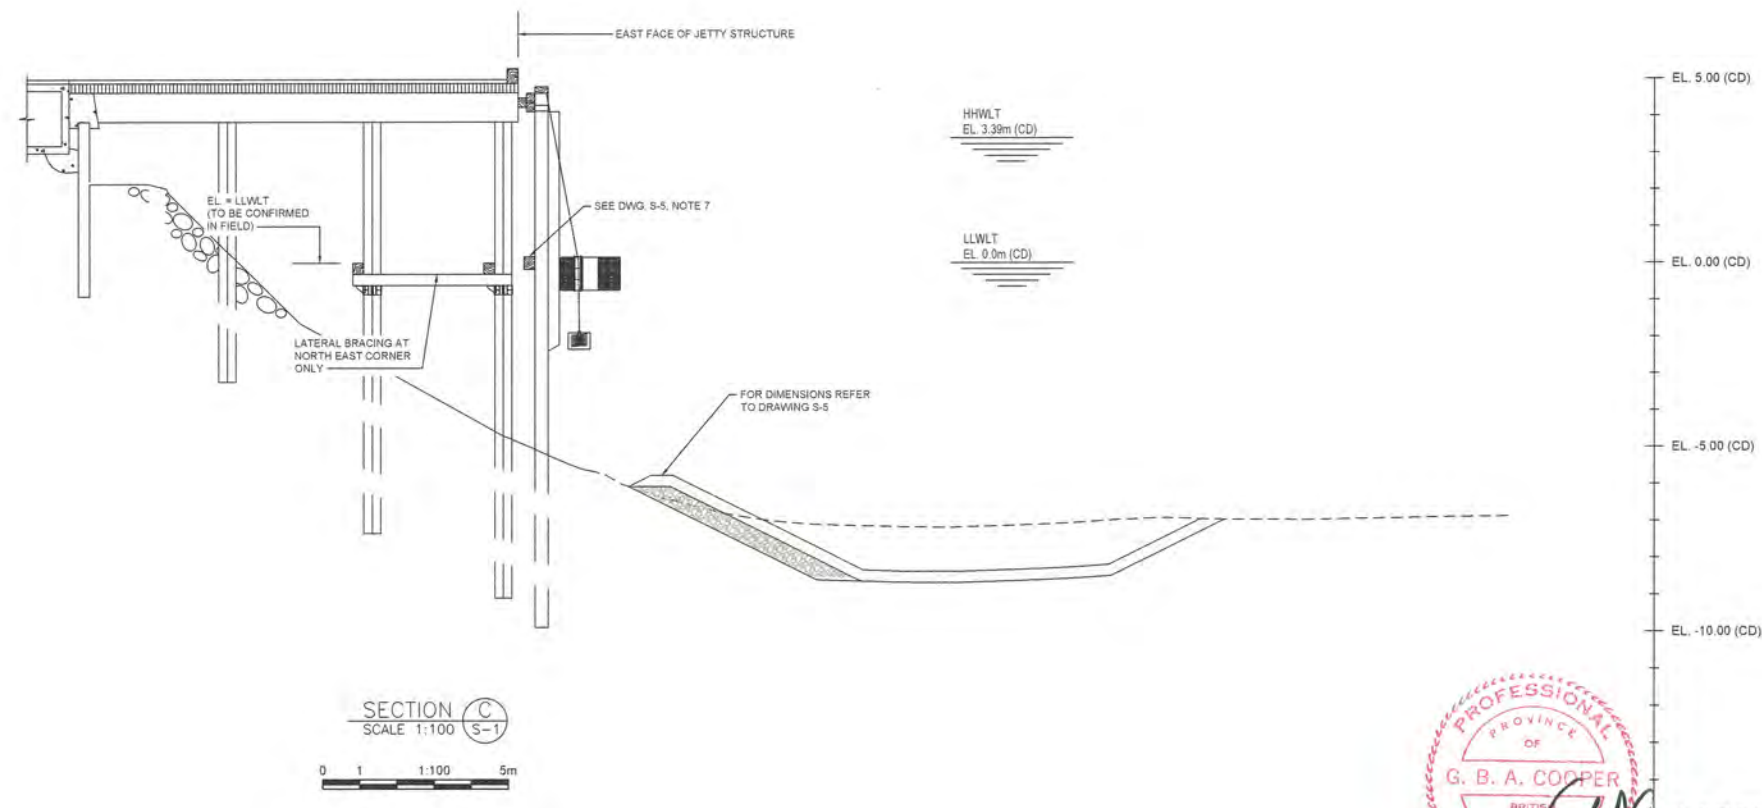 EAST FACE OF JETTY STRUCTURE
EL. 5.00 (CD)
HHWLT
EL. 3.39m (CD)
EL. = LLWLT
(TO BE CONFIRMED
IN FIELD)
SEE DWG. S-5, NOTE 7
LLWLT
EL. 0.0m (CD)
EL. 0.00 (CD)
LATERAL BRACING AT
NORTH EAST CORNER
ONLY
FOR DIMENSIONS REFER
TO DRAWING S-5
EL. -5.00 (CD)
EL. -10.00 (CD)
SECTION C
SCALE 1:100 S-1
0 1 1:100 5m
PROFESSIONAL
PROVINCE
OF
G. B. A. COOPER